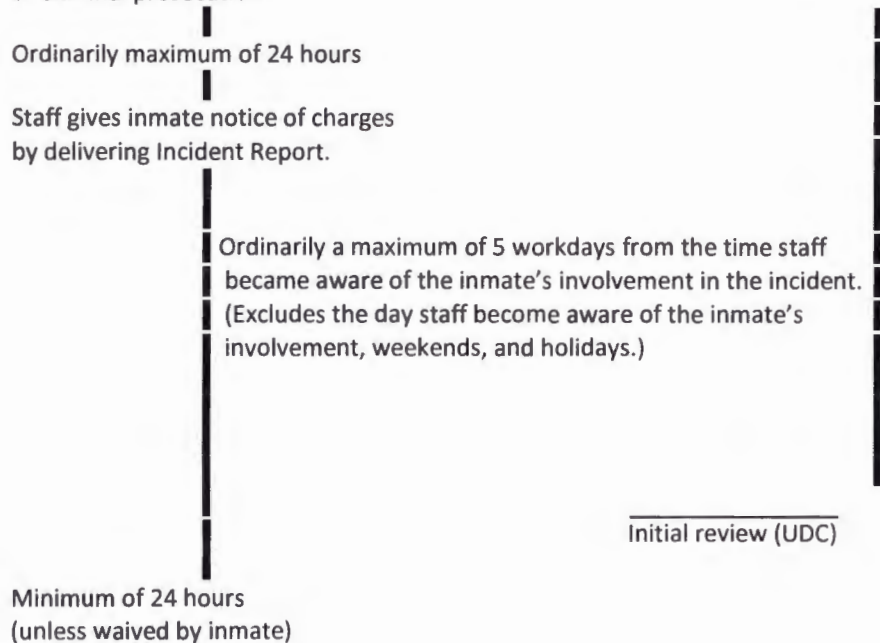 Ordinarily maximum of 24 hours
Staff gives inmate notice of charges
by delivering Incident Report.
Ordinarily a maximum of 5 workdays from the time staff
became aware of the inmate's involvement in the incident.
(Excludes the day staff become aware of the inmate's
involvement, weekends, and holidays.)
Initial review (UDC)
Minimum of 24 hours
(unless waived by inmate)